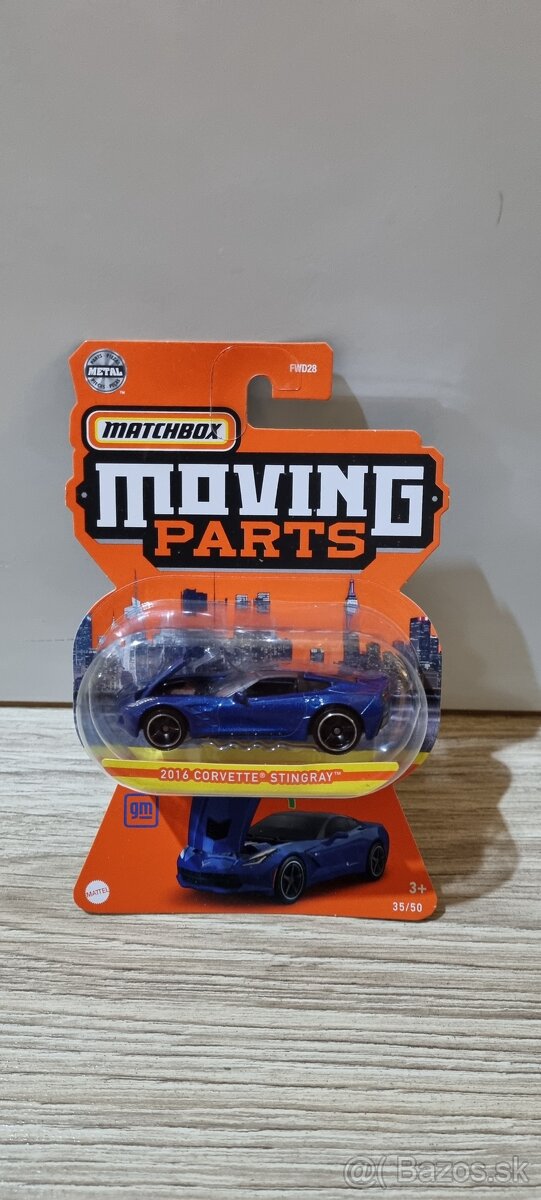 FWD28
METAL
MATCHBOX
MOVING
PARTS
2016 CORVETTE® STINGRAY™
gm
MATTEL
3+
35/50
@ Bazos.sk